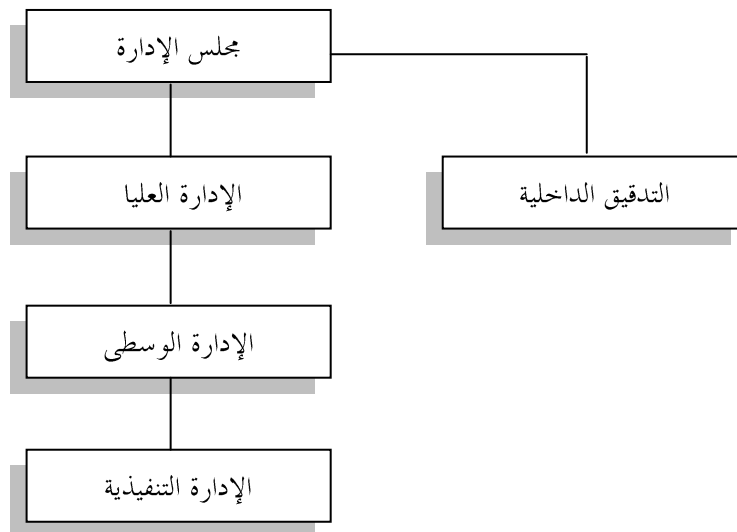 مجلس الإدارة
الإدارة العليا
التدقيق الداخلية
الإدارة الوسطى
الإدارة التنفيذية